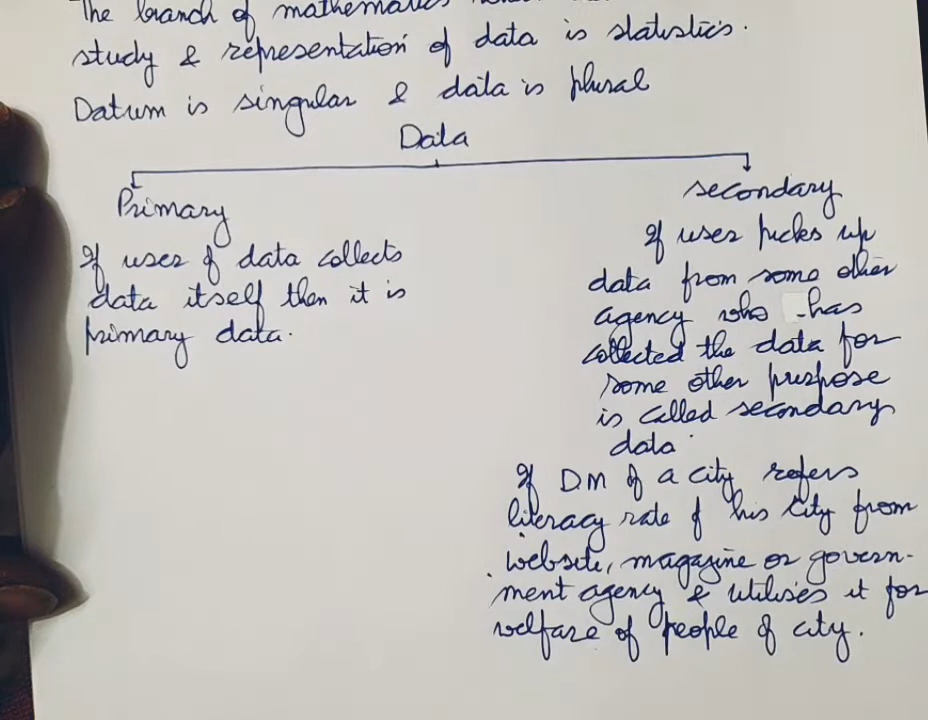 The branch of mathematics
study & representation of data is statistics.
Datum is singular & data is plural
Data
Primary
If user of data collects
data itself then it is
primary data.
secondary
If user picks up
data from some other
agency who has
collected the data for
some other purpose
is called secondary
data.
If DM of a city refers
literacy rate of his city from
website, magazine or govern-
ment agency & utilises it for
welfare of people of city.